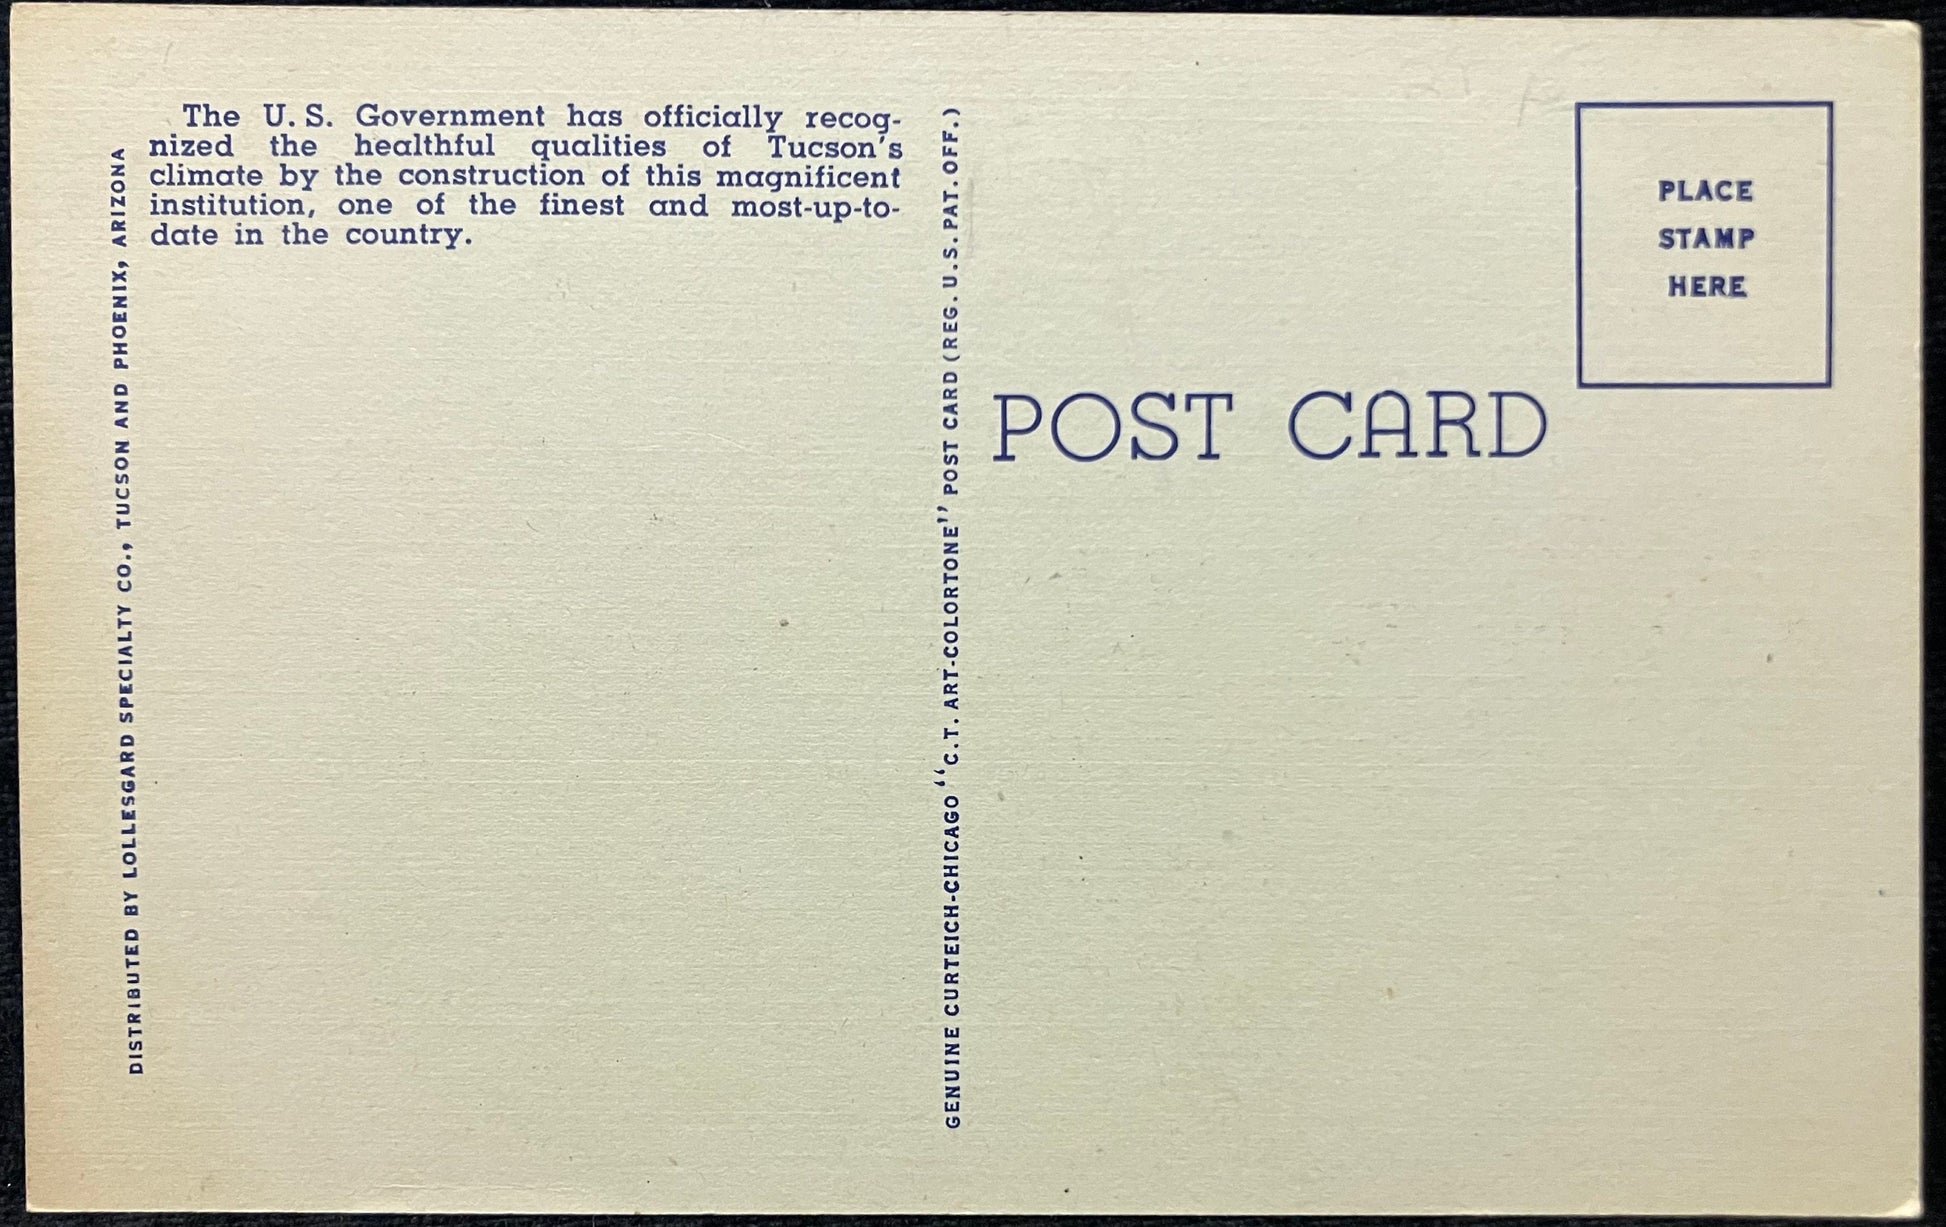 The U. S. Government has officially recog-
nized the healthful qualities of Tucson's
climate by the construction of this magnificent
institution, one of the finest and most-up-to-
date in the country.
DISTRIBUTED BY LOLLESGARD SPECIALTY CO., TUCSON AND PHOENIX, ARIZONA
GENUINE CURTEICH-CHICAGO "C.T. ART-COLORTONE" POST CARD (REG. U.S. PAT. OFF.)
POST CARD
PLACE
STAMP
HERE